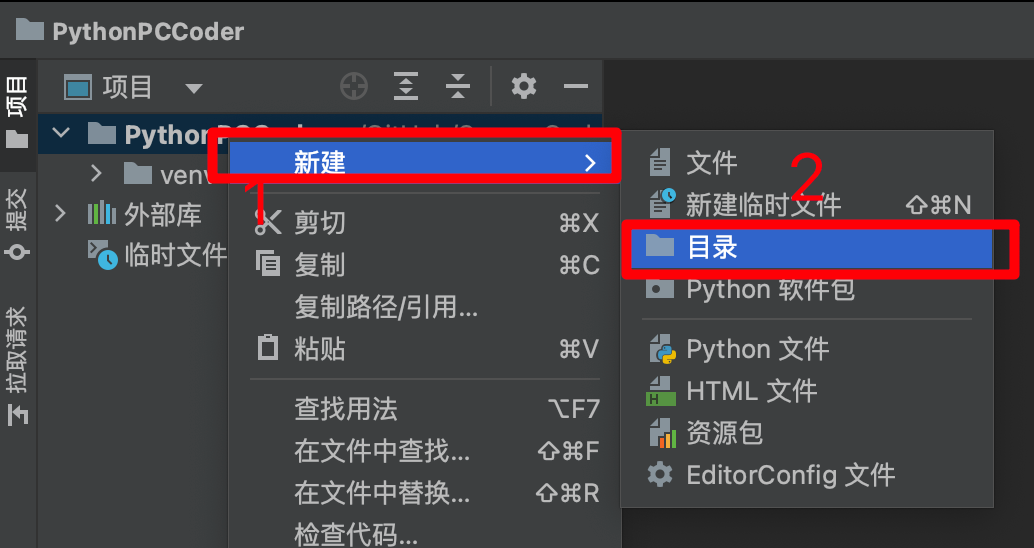 PythonPCCoder
项目
项目
提交
拉取请求
venv
外部库
临时文件
新建
1
剪切 ⌘X
复制 ⌘C
复制路径/引用...
粘贴 ⌘V
查找用法 ⌥F7
在文件中查找... ⇧⌘F
在文件中替换... ⇧⌘R
检查代码...
2
文件
新建临时文件 ⇧⌘N
目录
Python 软件包
Python 文件
HTML 文件
资源包
EditorConfig 文件